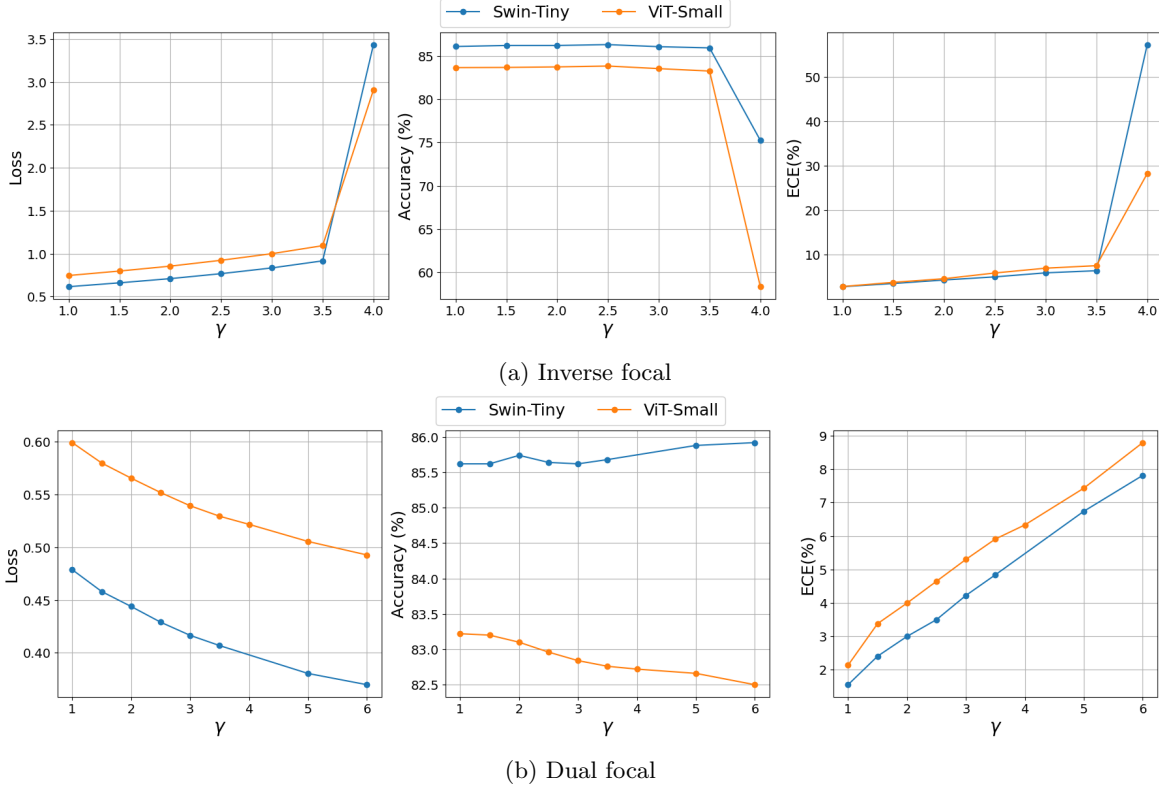 Swin-Tiny ViT-Small
3.5
3.0
2.5
2.0
1.5
1.0
0.5
Loss
1.0 1.5 2.0 2.5 3.0 3.5 4.0
γ
85
80
75
70
65
60
Accuracy (%)
1.0 1.5 2.0 2.5 3.0 3.5 4.0
γ
50
40
30
20
10
ECE(%)
1.0 1.5 2.0 2.5 3.0 3.5 4.0
γ
(a) Inverse focal
Swin-Tiny ViT-Small
0.60
0.55
0.50
0.45
0.40
Loss
1 2 3 4 5 6
γ
86.0
85.5
85.0
84.5
84.0
83.5
83.0
82.5
Accuracy (%)
1 2 3 4 5 6
γ
9
8
7
6
5
4
3
2
ECE(%)
1 2 3 4 5 6
γ
(b) Dual focal